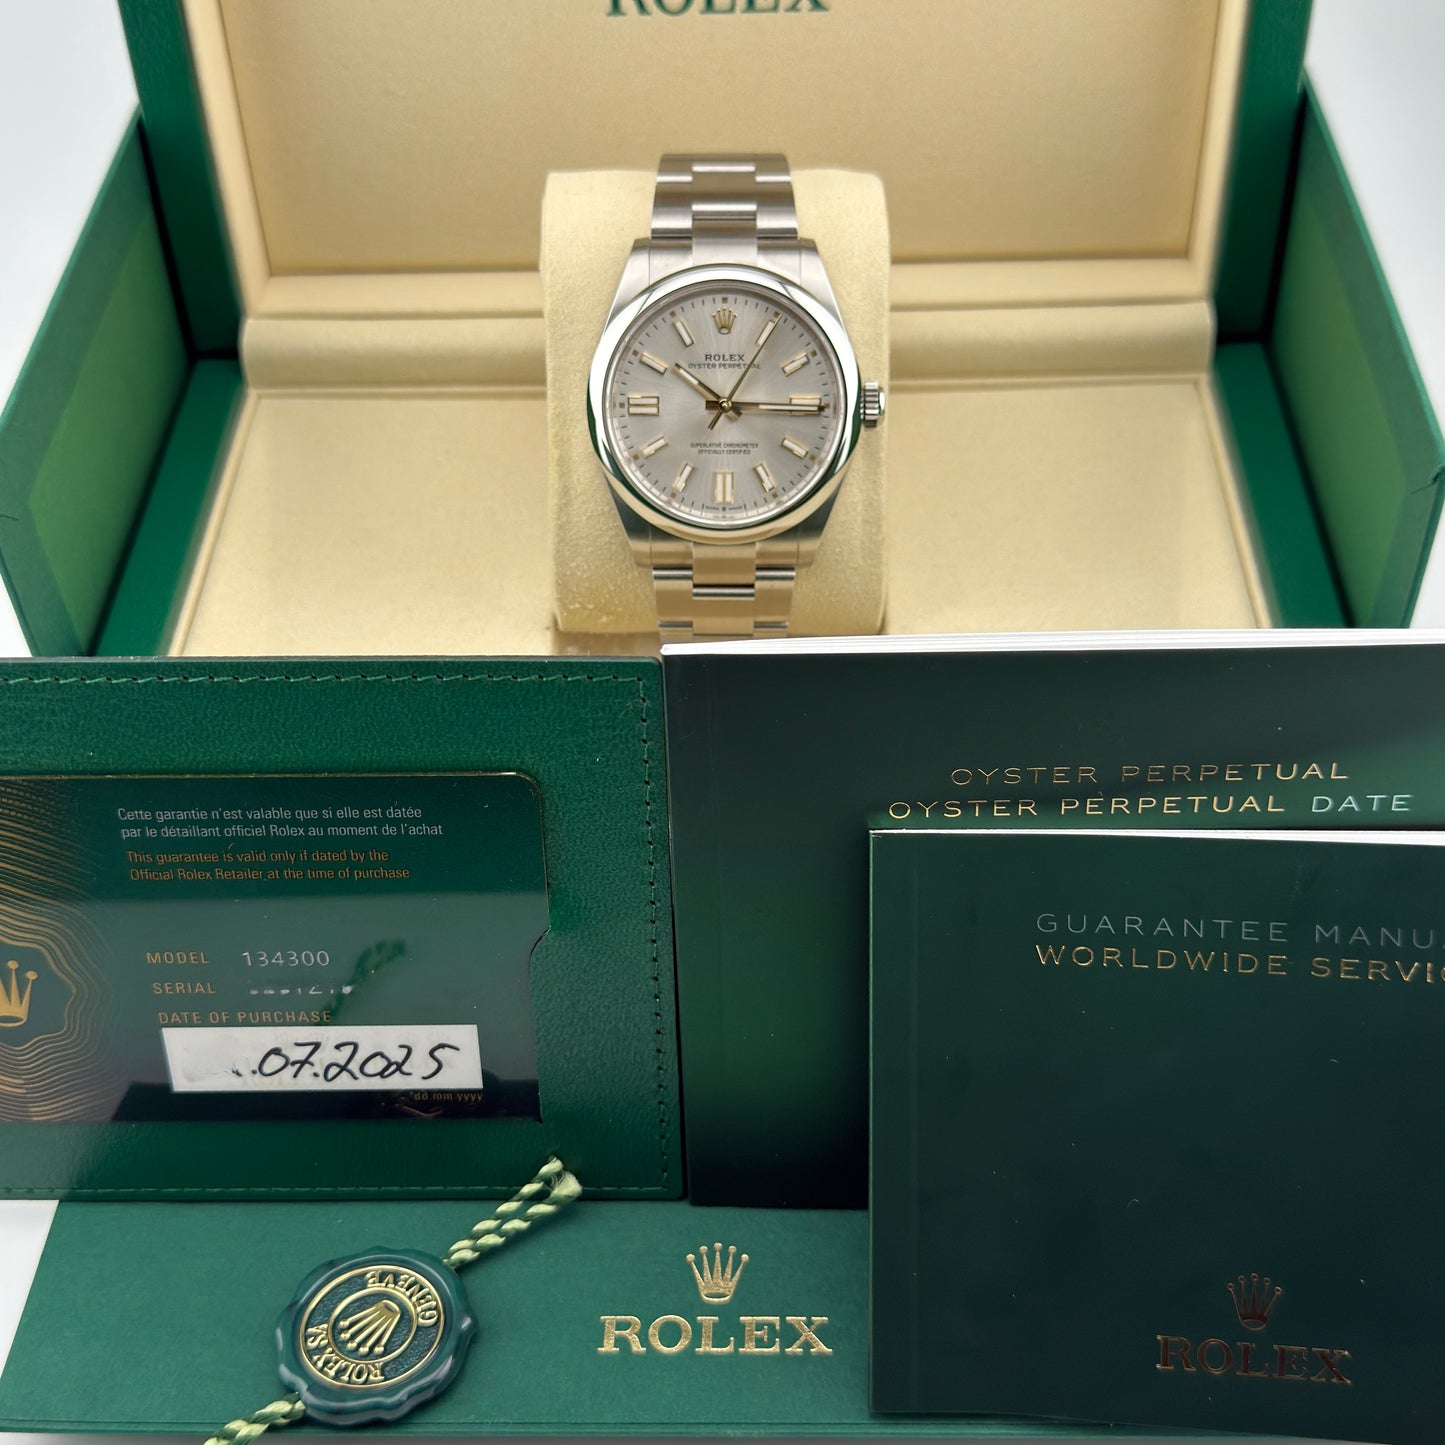 ROLEX
ROLEX
OYSTER PERPETUAL
SUPERLATIVE CHRONOMETER
OFFICIALLY CERTIFIED
OYSTER PERPETUAL
OYSTER PERPETUAL DATE
Cette garantie n'est valable que si elle est datée
par le détaillant officiel Rolex au moment de l'achat
This guarantee is valid only if dated by the
Official Rolex Retailer at the time of purchase
MODEL 134300
SERIAL
DATE OF PURCHASE
.07.2025
dd mm yyyy
GUARANTEE MANU
WORLDWIDE SERVIC
ROLEX
ROLEX SA
GENEVE
ROLEX